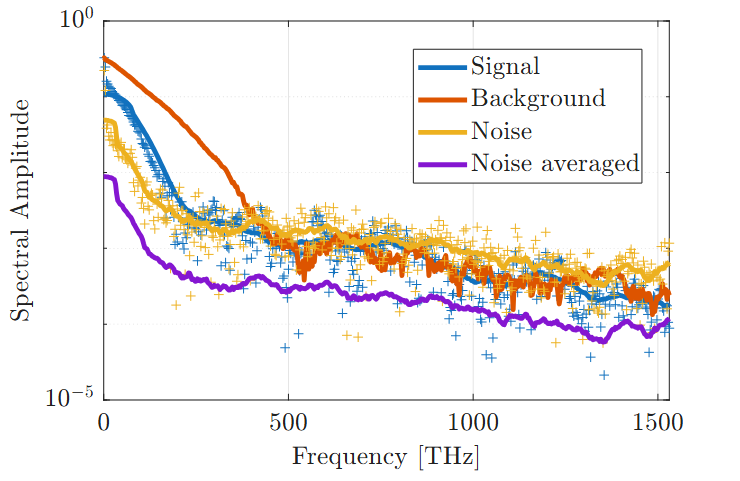 10^0
Signal
Background
Noise
Noise averaged
Spectral Amplitude
10^−5
0 500 1000 1500
Frequency [THz]